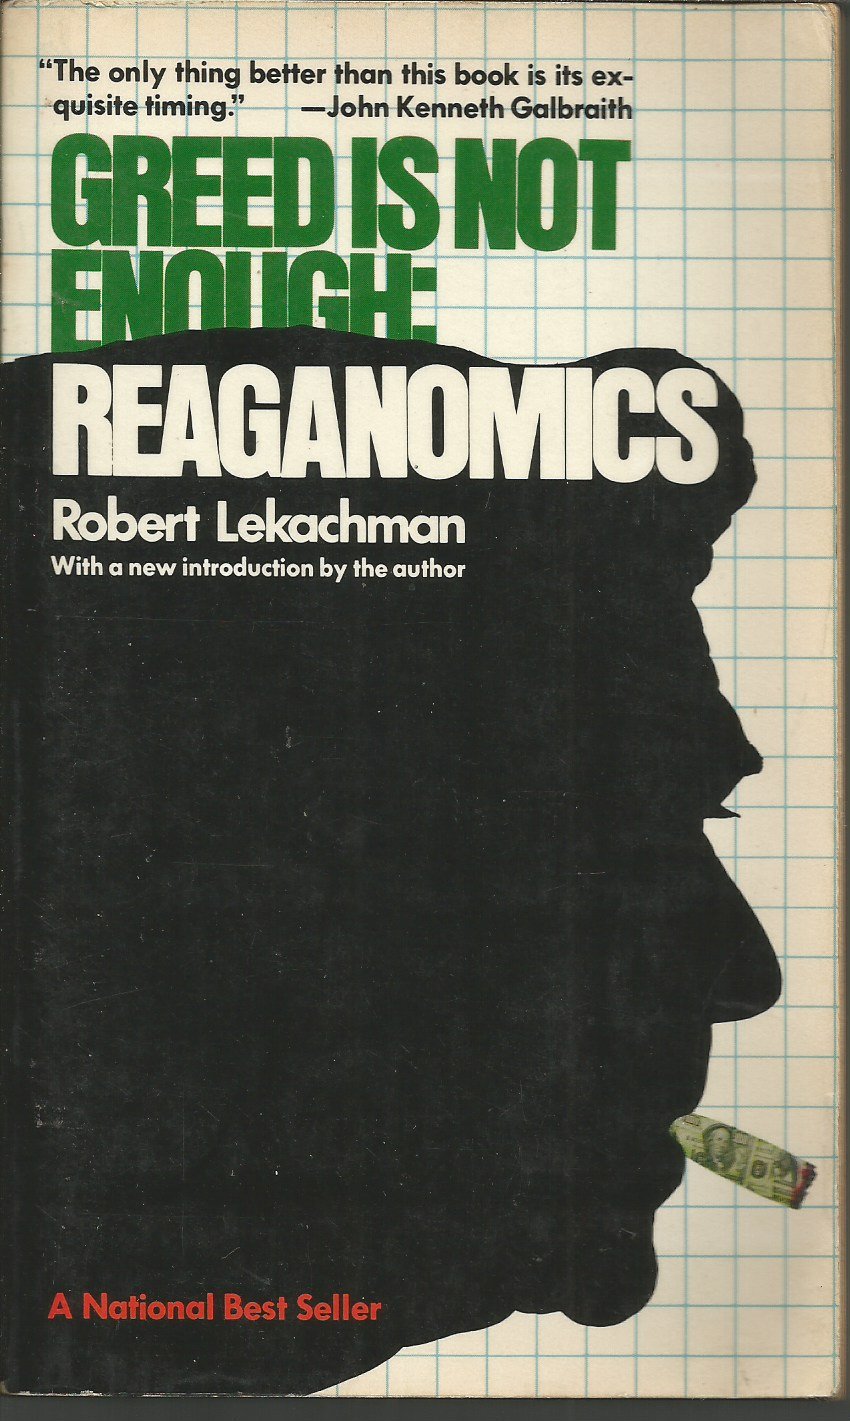 “The only thing better than this book is its ex-
quisite timing.” —John Kenneth Galbraith
GREED IS NOT
ENOUGH:
REAGANOMICS
Robert Lekachman
With a new introduction by the author
A National Best Seller